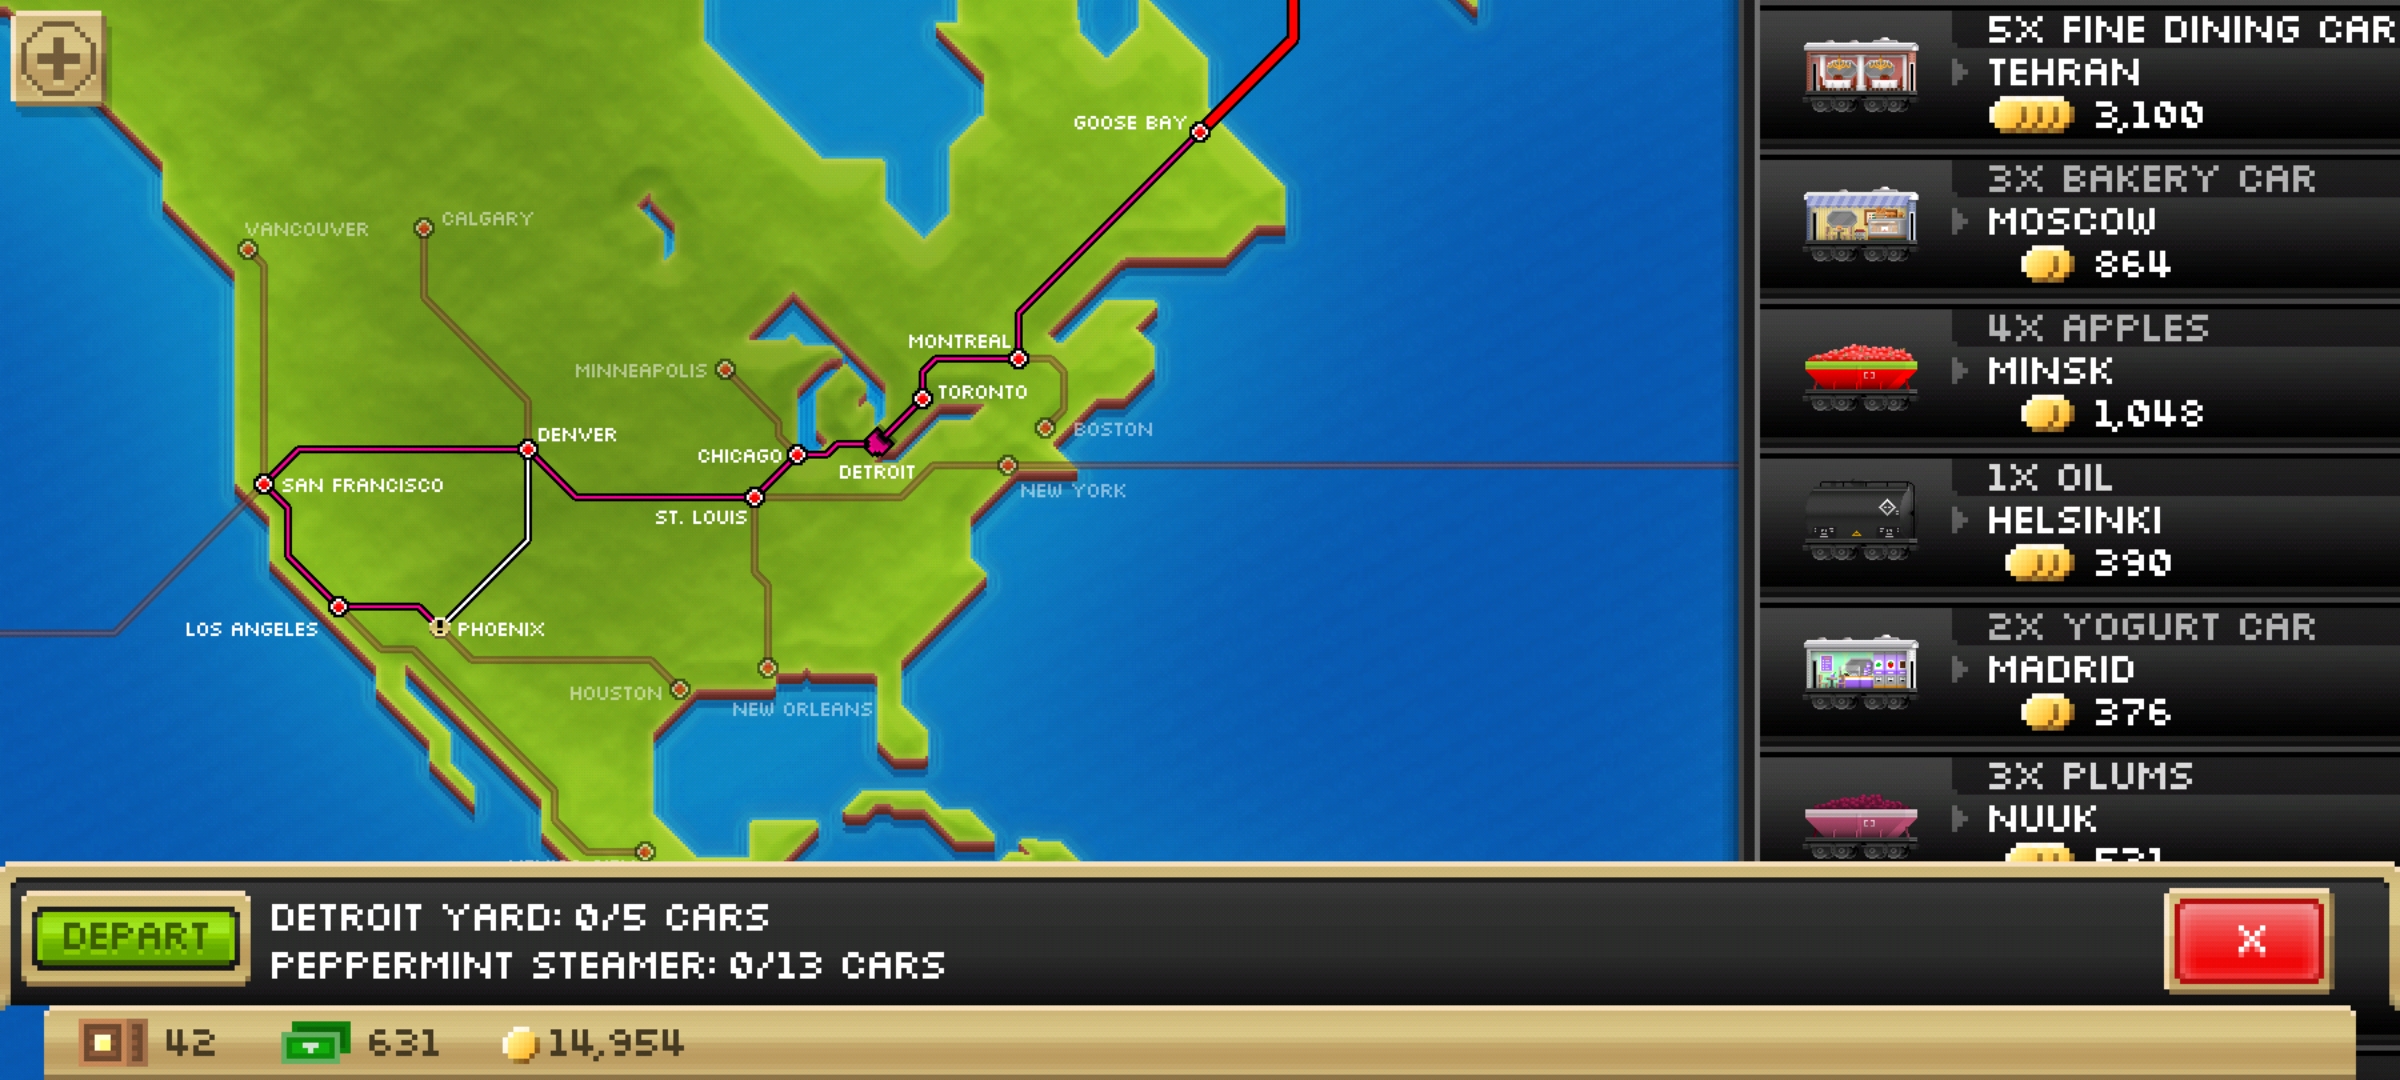 GOOSE BAY
VANCOUVER
CALGARY
MONTREAL
MINNEAPOLIS
TORONTO
DENVER
BOSTON
CHICAGO
DETROIT
SAN FRANCISCO
NEW YORK
ST. LOUIS
LOS ANGELES
PHOENIX
HOUSTON
NEW ORLEANS
5X FINE DINING CAR
TEHRAN
3,100
3X BAKERY CAR
MOSCOW
864
4X APPLES
MINSK
1,048
1X OIL
HELSINKI
390
2X YOGURT CAR
MADRID
376
3X PLUMS
NUUK
DEPART
DETROIT YARD: 0/5 CARS
PEPPERMINT STEAMER: 0/13 CARS
X
42
631
14,954